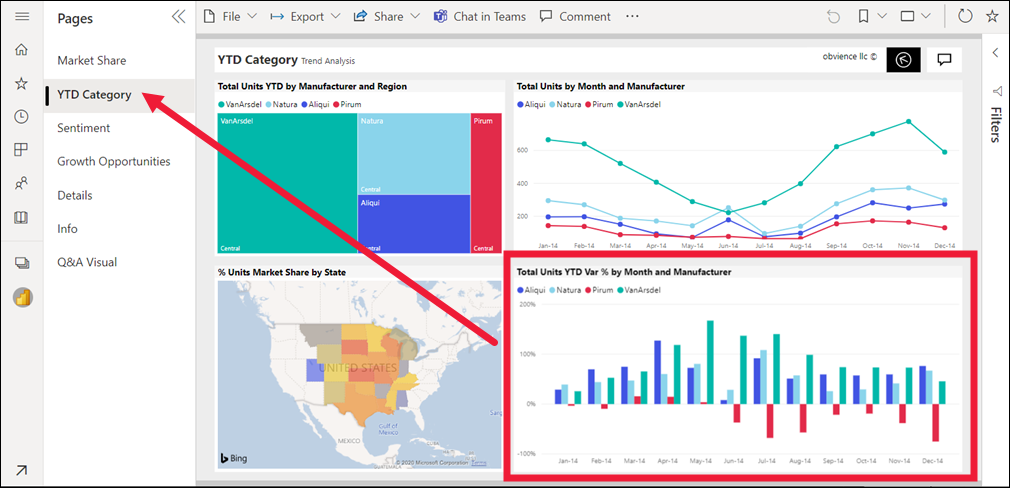 Pages
File
Export
Share
Chat in Teams
Comment
Market Share
YTD Category
Sentiment
Growth Opportunities
Details
Info
Q&A Visual
YTD Category Trend Analysis
obvience llc ©
Filters
Total Units YTD by Manufacturer and Region
VanArsdel Natura Aliqui Pirum
VanArsdel
Natura
Pirum
Central
Aliqui
Central
Central
Central
Total Units by Month and Manufacturer
Aliqui Natura Pirum VanArsdel
600
400
200
Jan-14 Feb-14 Mar-14 Apr-14 May-14 Jun-14 Jul-14 Aug-14 Sep-14 Oct-14 Nov-14 Dec-14
% Units Market Share by State
UNITED STATES
Gulf of
Mexico
MEXICO
CUBA
Sarg
GUATEMALA
Bing
© 2020 Microsoft Corporation Terms
Total Units YTD Var % by Month and Manufacturer
Aliqui Natura Pirum VanArsdel
200%
100%
0%
-100%
Jan-14 Feb-14 Mar-14 Apr-14 May-14 Jun-14 Jul-14 Aug-14 Sep-14 Oct-14 Nov-14 Dec-14